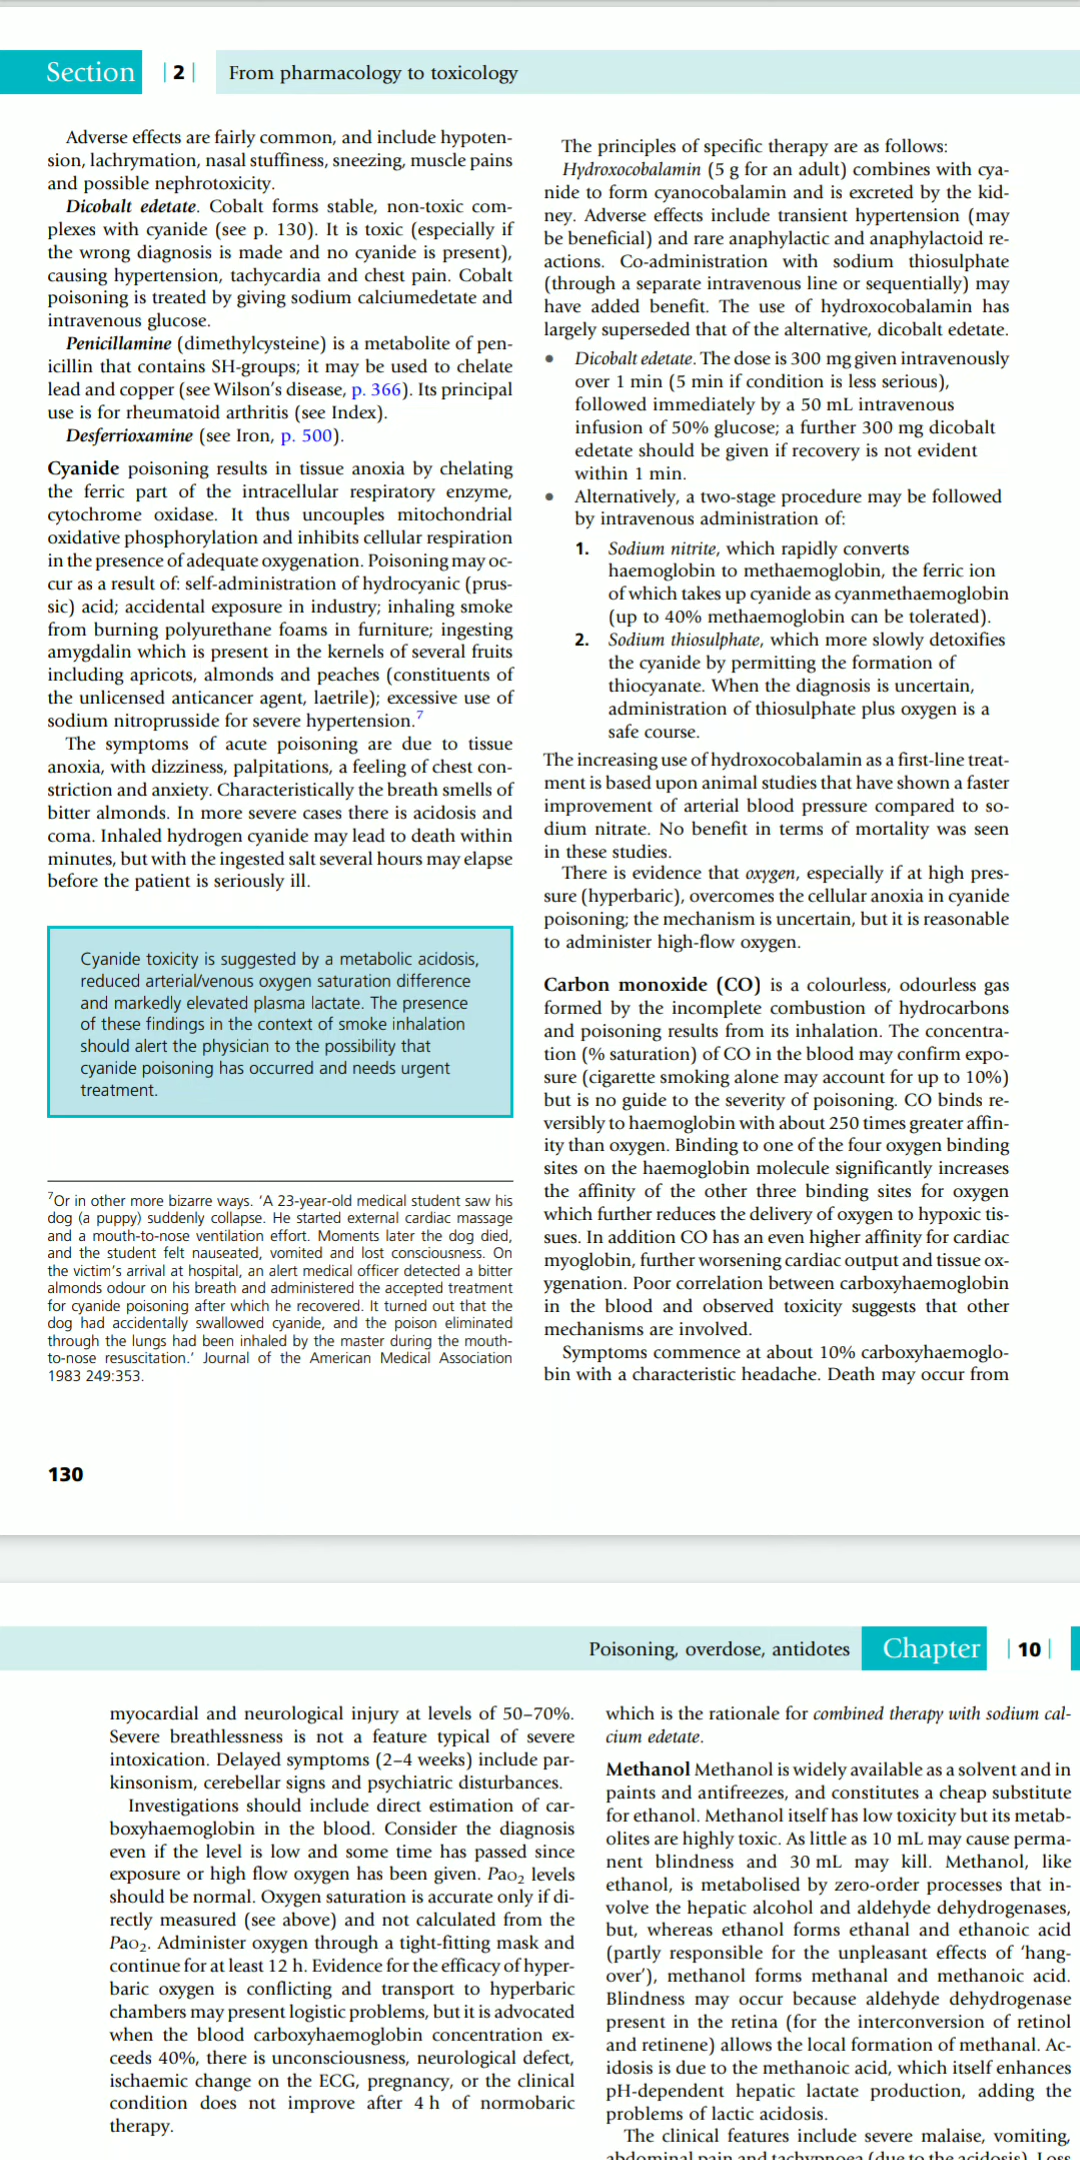 Section | 2 | From pharmacology to toxicology
Adverse effects are fairly common, and include hypoten-
sion, lachrymation, nasal stuffiness, sneezing, muscle pains
and possible nephrotoxicity.
Dicobalt edetate. Cobalt forms stable, non-toxic com-
plexes with cyanide (see p. 130). It is toxic (especially if
the wrong diagnosis is made and no cyanide is present),
causing hypertension, tachycardia and chest pain. Cobalt
poisoning is treated by giving sodium calciumedetate and
intravenous glucose.
Penicillamine (dimethylcysteine) is a metabolite of pen-
icillin that contains SH-groups; it may be used to chelate
lead and copper (see Wilson's disease, p. 366). Its principal
use is for rheumatoid arthritis (see Index).
Desferrioxamine (see Iron, p. 500).
Cyanide poisoning results in tissue anoxia by chelating
the ferric part of the intracellular respiratory enzyme,
cytochrome oxidase. It thus uncouples mitochondrial
oxidative phosphorylation and inhibits cellular respiration
in the presence of adequate oxygenation. Poisoning may oc-
cur as a result of: self-administration of hydrocyanic (prus-
sic) acid; accidental exposure in industry; inhaling smoke
from burning polyurethane foams in furniture; ingesting
amygdalin which is present in the kernels of several fruits
including apricots, almonds and peaches (constituents of
the unlicensed anticancer agent, laetrile); excessive use of
sodium nitroprusside for severe hypertension.7
The symptoms of acute poisoning are due to tissue
anoxia, with dizziness, palpitations, a feeling of chest con-
striction and anxiety. Characteristically the breath smells of
bitter almonds. In more severe cases there is acidosis and
coma. Inhaled hydrogen cyanide may lead to death within
minutes, but with the ingested salt several hours may elapse
before the patient is seriously ill.
Cyanide toxicity is suggested by a metabolic acidosis,
reduced arterial/venous oxygen saturation difference
and markedly elevated plasma lactate. The presence
of these findings in the context of smoke inhalation
should alert the physician to the possibility that
cyanide poisoning has occurred and needs urgent
treatment.
7Or in other more bizarre ways. 'A 23-year-old medical student saw his
dog (a puppy) suddenly collapse. He started external cardiac massage
and a mouth-to-nose ventilation effort. Moments later the dog died,
and the student felt nauseated, vomited and lost consciousness. On
the victim's arrival at hospital, an alert medical officer detected a bitter
almonds odour on his breath and administered the accepted treatment
for cyanide poisoning after which he recovered. It turned out that the
dog had accidentally swallowed cyanide, and the poison eliminated
through the lungs had been inhaled by the master during the mouth-
to-nose resuscitation.' Journal of the American Medical Association
1983 249:353.
The principles of specific therapy are as follows:
Hydroxocobalamin (5 g for an adult) combines with cya-
nide to form cyanocobalamin and is excreted by the kid-
ney. Adverse effects include transient hypertension (may
be beneficial) and rare anaphylactic and anaphylactoid re-
actions. Co-administration with sodium thiosulphate
(through a separate intravenous line or sequentially) may
have added benefit. The use of hydroxocobalamin has
largely superseded that of the alternative, dicobalt edetate.
• Dicobalt edetate. The dose is 300 mg given intravenously
over 1 min (5 min if condition is less serious),
followed immediately by a 50 mL intravenous
infusion of 50% glucose; a further 300 mg dicobalt
edetate should be given if recovery is not evident
within 1 min.
• Alternatively, a two-stage procedure may be followed
by intravenous administration of:
1. Sodium nitrite, which rapidly converts
haemoglobin to methaemoglobin, the ferric ion
of which takes up cyanide as cyanmethaemoglobin
(up to 40% methaemoglobin can be tolerated).
2. Sodium thiosulphate, which more slowly detoxifies
the cyanide by permitting the formation of
thiocyanate. When the diagnosis is uncertain,
administration of thiosulphate plus oxygen is a
safe course.
The increasing use of hydroxocobalamin as a first-line treat-
ment is based upon animal studies that have shown a faster
improvement of arterial blood pressure compared to so-
dium nitrate. No benefit in terms of mortality was seen
in these studies.
There is evidence that oxygen, especially if at high pres-
sure (hyperbaric), overcomes the cellular anoxia in cyanide
poisoning; the mechanism is uncertain, but it is reasonable
to administer high-flow oxygen.
Carbon monoxide (CO) is a colourless, odourless gas
formed by the incomplete combustion of hydrocarbons
and poisoning results from its inhalation. The concentra-
tion (% saturation) of CO in the blood may confirm expo-
sure (cigarette smoking alone may account for up to 10%)
but is no guide to the severity of poisoning. CO binds re-
versibly to haemoglobin with about 250 times greater affin-
ity than oxygen. Binding to one of the four oxygen binding
sites on the haemoglobin molecule significantly increases
the affinity of the other three binding sites for oxygen
which further reduces the delivery of oxygen to hypoxic tis-
sues. In addition CO has an even higher affinity for cardiac
myoglobin, further worsening cardiac output and tissue ox-
ygenation. Poor correlation between carboxyhaemoglobin
in the blood and observed toxicity suggests that other
mechanisms are involved.
Symptoms commence at about 10% carboxyhaemoglo-
bin with a characteristic headache. Death may occur from
130
Poisoning, overdose, antidotes Chapter | 10 |
myocardial and neurological injury at levels of 50–70%.
Severe breathlessness is not a feature typical of severe
intoxication. Delayed symptoms (2–4 weeks) include par-
kinsonism, cerebellar signs and psychiatric disturbances.
Investigations should include direct estimation of car-
boxyhaemoglobin in the blood. Consider the diagnosis
even if the level is low and some time has passed since
exposure or high flow oxygen has been given. PaO2 levels
should be normal. Oxygen saturation is accurate only if di-
rectly measured (see above) and not calculated from the
PaO2. Administer oxygen through a tight-fitting mask and
continue for at least 12 h. Evidence for the efficacy of hyper-
baric oxygen is conflicting and transport to hyperbaric
chambers may present logistic problems, but it is advocated
when the blood carboxyhaemoglobin concentration ex-
ceeds 40%, there is unconsciousness, neurological defect,
ischaemic change on the ECG, pregnancy, or the clinical
condition does not improve after 4 h of normobaric
therapy.
which is the rationale for combined therapy with sodium cal-
cium edetate.
Methanol Methanol is widely available as a solvent and in
paints and antifreezes, and constitutes a cheap substitute
for ethanol. Methanol itself has low toxicity but its metab-
olites are highly toxic. As little as 10 mL may cause perma-
nent blindness and 30 mL may kill. Methanol, like
ethanol, is metabolised by zero-order processes that in-
volve the hepatic alcohol and aldehyde dehydrogenases,
but, whereas ethanol forms ethanal and ethanoic acid
(partly responsible for the unpleasant effects of 'hang-
over'), methanol forms methanal and methanoic acid.
Blindness may occur because aldehyde dehydrogenase
present in the retina (for the interconversion of retinol
and retinene) allows the local formation of methanal. Ac-
idosis is due to the methanoic acid, which itself enhances
pH-dependent hepatic lactate production, adding the
problems of lactic acidosis.
The clinical features include severe malaise, vomiting,
abdominal pain and tachypnoea (due to the acidosis). Loss